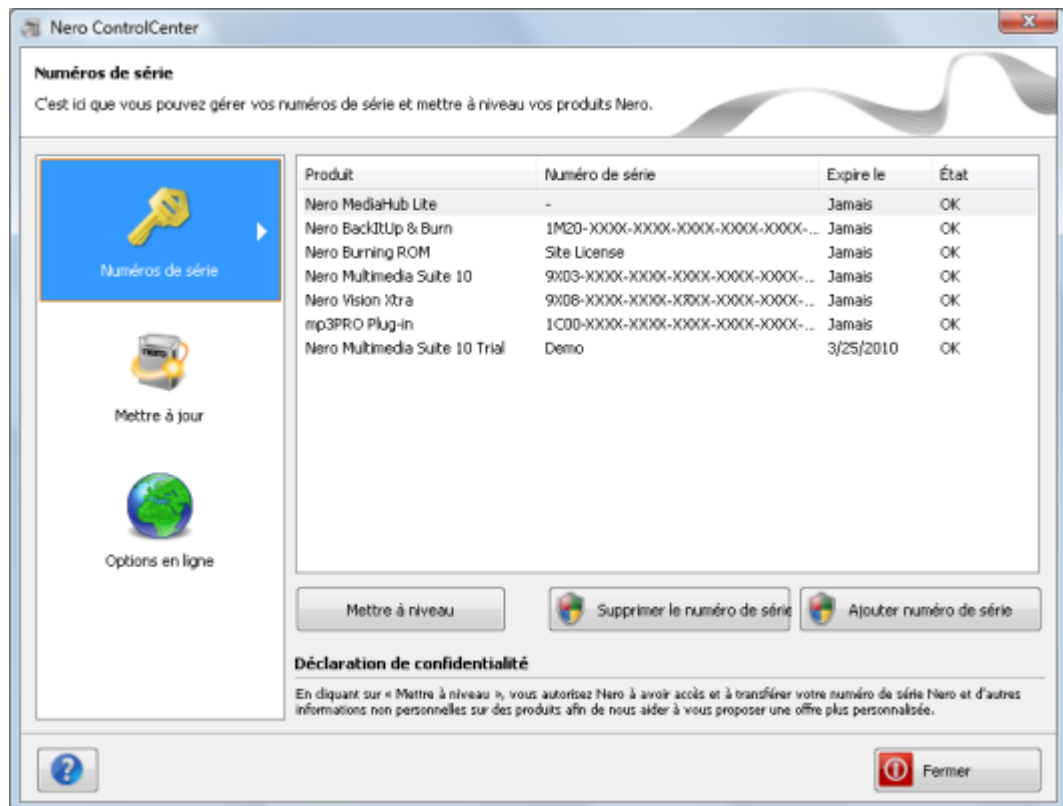 Nero ControlCenter
Numéros de série
C'est ici que vous pouvez gérer vos numéros de série et mettre à niveau vos produits Nero.
Produit Numéro de série Expire le État
Nero MediaHub Lite - Jamais OK
Nero BackItUp & Burn 1M20-XXXX-XXXX-XXXX-XXXX-XXXX-... Jamais OK
Nero Burning ROM Site License Jamais OK
Nero Multimedia Suite 10 9X03-XXXX-XXXX-XXXX-XXXX-XXXX-... Jamais OK
Nero Vision Xtra 9X08-XXXX-XXXX-XXXX-XXXX-XXXX-... Jamais OK
mp3PRO Plug-in 1C00-XXXX-XXXX-XXXX-XXXX-XXXX-... Jamais OK
Nero Multimedia Suite 10 Trial Demo 3/25/2010 OK
Numéros de série
nero
Mettre à jour
Options en ligne
Mettre à niveau Supprimer le numéro de série Ajouter numéro de série
Déclaration de confidentialité
En cliquant sur « Mettre à niveau », vous autorisez Nero à avoir accès et à transférer votre numéro de série Nero et d'autres
informations non personnelles sur des produits afin de nous aider à vous proposer une offre plus personnalisée.
Fermer